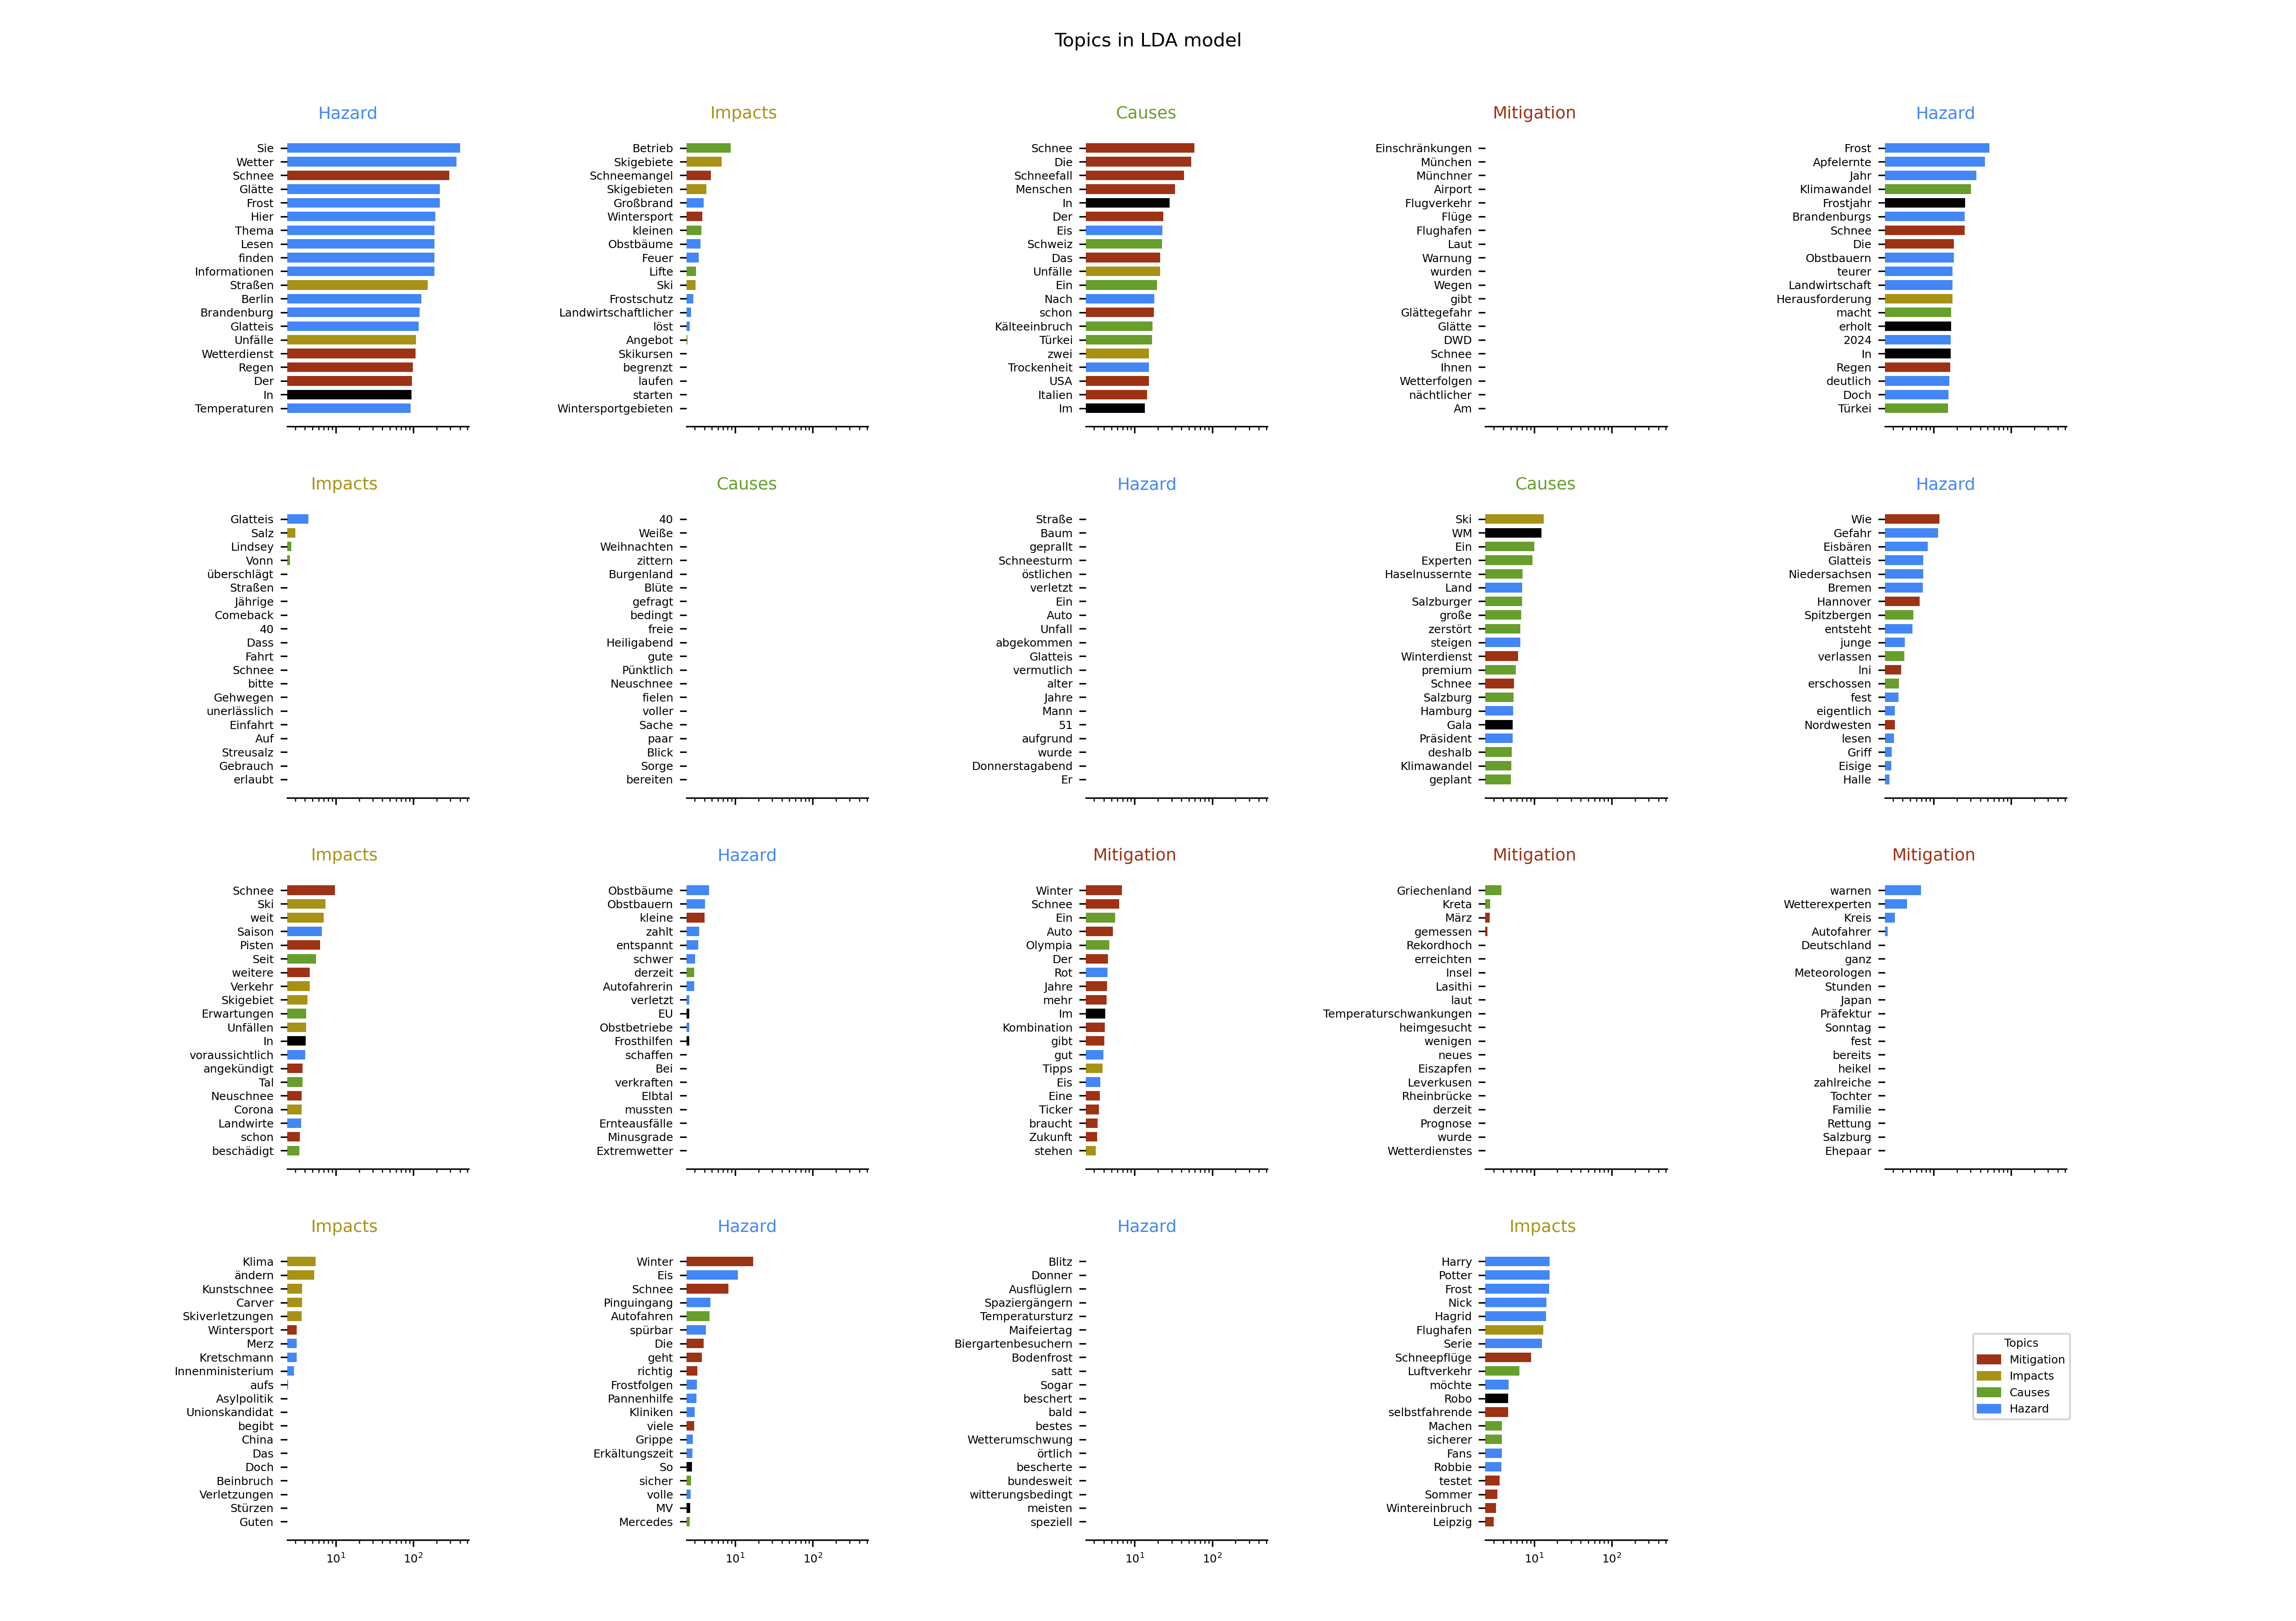 Topics in LDA model
Hazard
Sie
Wetter
Schnee
Glätte
Frost
Hier
Thema
Lesen
finden
Informationen
Straßen
Berlin
Brandenburg
Glatteis
Unfälle
Wetterdienst
Regen
Der
In
Temperaturen
Impacts
Betrieb
Skigebiete
Schneemangel
Skigebieten
Großbrand
Wintersport
kleinen
Obstbäume
Feuer
Lifte
Ski
Frostschutz
Landwirtschaftlicher
löst
Angebot
Skikursen
begrenzt
laufen
starten
Wintersportgebieten
Causes
Schnee
Die
Schneefall
Menschen
In
Der
Eis
Schweiz
Das
Unfälle
Ein
Nach
schon
Kälteeinbruch
Türkei
zwei
Trockenheit
USA
Italien
Im
Mitigation
Einschränkungen
München
Münchner
Airport
Flugverkehr
Flüge
Flughafen
Laut
Warnung
wurden
Wegen
gibt
Glättegefahr
Glätte
DWD
Schnee
Ihnen
Wetterfolgen
nächtlicher
Am
Hazard
Frost
Apfelernte
Jahr
Klimawandel
Frostjahr
Brandenburgs
Schnee
Die
Obstbauern
teurer
Landwirtschaft
Herausforderung
macht
erholt
2024
In
Regen
deutlich
Doch
Türkei
Impacts
Glatteis
Salz
Lindsey
Vonn
überschlägt
Straßen
Jährige
Comeback
40
Dass
Fahrt
Schnee
bitte
Gehwegen
unerlässlich
Einfahrt
Auf
Streusalz
Gebrauch
erlaubt
Causes
40
Weiße
Weihnachten
zittern
Burgenland
Blüte
gefragt
bedingt
freie
Heiligabend
gute
Pünktlich
Neuschnee
fielen
voller
Sache
paar
Blick
Sorge
bereiten
Hazard
Straße
Baum
geprallt
Schneesturm
östlichen
verletzt
Ein
Auto
Unfall
abgekommen
Glatteis
vermutlich
alter
Jahre
Mann
51
aufgrund
wurde
Donnerstagabend
Er
Causes
Ski
WM
Ein
Experten
Haselnussernte
Land
Salzburger
große
zerstört
steigen
Winterdienst
premium
Schnee
Salzburg
Hamburg
Gala
Präsident
deshalb
Klimawandel
geplant
Hazard
Wie
Gefahr
Eisbären
Glatteis
Niedersachsen
Bremen
Hannover
Spitzbergen
entsteht
junge
verlassen
Ini
erschossen
fest
eigentlich
Nordwesten
lesen
Griff
Eisige
Halle
Impacts
Schnee
Ski
weit
Saison
Pisten
Seit
weitere
Verkehr
Skigebiet
Erwartungen
Unfällen
In
voraussichtlich
angekündigt
Tal
Neuschnee
Corona
Landwirte
schon
beschädigt
Hazard
Obstbäume
Obstbauern
kleine
zahlt
entspannt
schwer
derzeit
Autofahrerin
verletzt
EU
Obstbetriebe
Frosthilfen
schaffen
Bei
verkraften
Elbtal
mussten
Ernteausfälle
Minusgrade
Extremwetter
Mitigation
Winter
Schnee
Ein
Auto
Olympia
Der
Rot
Jahre
mehr
Im
Kombination
gibt
gut
Tipps
Eis
Eine
Ticker
braucht
Zukunft
stehen
Mitigation
Griechenland
Kreta
März
gemessen
Rekordhoch
erreichten
Insel
Lasithi
laut
Temperaturschwankungen
heimgesucht
wenigen
neues
Eiszapfen
Leverkusen
Rheinbrücke
derzeit
Prognose
wurde
Wetterdienstes
Mitigation
warnen
Wetterexperten
Kreis
Autofahrer
Deutschland
ganz
Meteorologen
Stunden
Japan
Präfektur
Sonntag
fest
bereits
heikel
zahlreiche
Tochter
Familie
Rettung
Salzburg
Ehepaar
Impacts
Klima
ändern
Kunstschnee
Carver
Skiverletzungen
Wintersport
Merz
Kretschmann
Innenministerium
aufs
Asylpolitik
Unionskandidat
begibt
China
Das
Doch
Beinbruch
Verletzungen
Stürzen
Guten
10¹ 10²
Hazard
Winter
Eis
Schnee
Pinguingang
Autofahren
spürbar
Die
geht
richtig
Frostfolgen
Pannenhilfe
Kliniken
viele
Grippe
Erkältungszeit
So
sicher
volle
MV
Mercedes
10¹ 10²
Hazard
Blitz
Donner
Ausflüglern
Spaziergängern
Temperatursturz
Maifeiertag
Biergartenbesuchern
Bodenfrost
satt
Sogar
beschert
bald
bestes
Wetterumschwung
örtlich
bescherte
bundesweit
witterungsbedingt
meisten
speziell
10¹ 10²
Impacts
Harry
Potter
Frost
Nick
Hagrid
Flughafen
Serie
Schneepflüge
Luftverkehr
möchte
Robo
selbstfahrende
Machen
sicherer
Fans
Robbie
testet
Sommer
Wintereinbruch
Leipzig
10¹ 10²
Topics
Mitigation
Impacts
Causes
Hazard